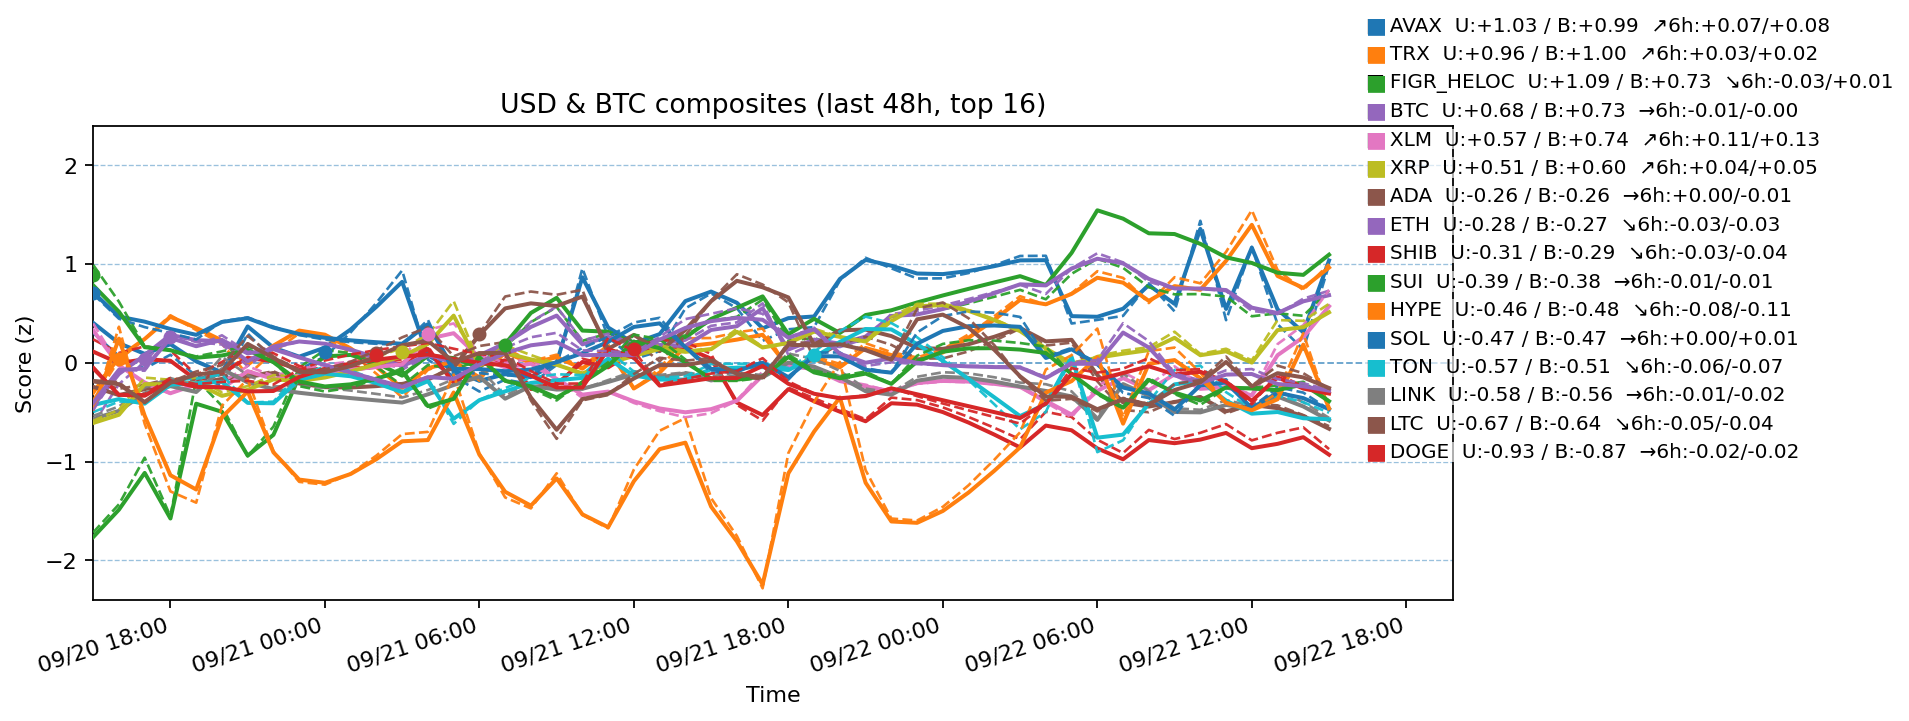 AVAX  U:+1.03 / B:+0.99  ↗6h:+0.07/+0.08
TRX  U:+0.96 / B:+1.00  ↗6h:+0.03/+0.02
FIGR_HELOC  U:+1.09 / B:+0.73  ↘6h:-0.03/+0.01
BTC  U:+0.68 / B:+0.73  →6h:-0.01/-0.00
XLM  U:+0.57 / B:+0.74  ↗6h:+0.11/+0.13
XRP  U:+0.51 / B:+0.60  ↗6h:+0.04/+0.05
ADA  U:-0.26 / B:-0.26  →6h:+0.00/-0.01
ETH  U:-0.28 / B:-0.27  ↘6h:-0.03/-0.03
SHIB  U:-0.31 / B:-0.29  ↘6h:-0.03/-0.04
SUI  U:-0.39 / B:-0.38  →6h:-0.01/-0.01
HYPE  U:-0.46 / B:-0.48  ↘6h:-0.08/-0.11
SOL  U:-0.47 / B:-0.47  →6h:+0.00/+0.01
TON  U:-0.57 / B:-0.51  ↘6h:-0.06/-0.07
LINK  U:-0.58 / B:-0.56  →6h:-0.01/-0.02
LTC  U:-0.67 / B:-0.64  ↘6h:-0.05/-0.04
DOGE  U:-0.93 / B:-0.87  →6h:-0.02/-0.02
USD & BTC composites (last 48h, top 16)
Score (z)
2
1
0
−1
−2
09/20 18:00
09/21 00:00
09/21 06:00
09/21 12:00
09/21 18:00
09/22 00:00
09/22 06:00
09/22 12:00
09/22 18:00
Time